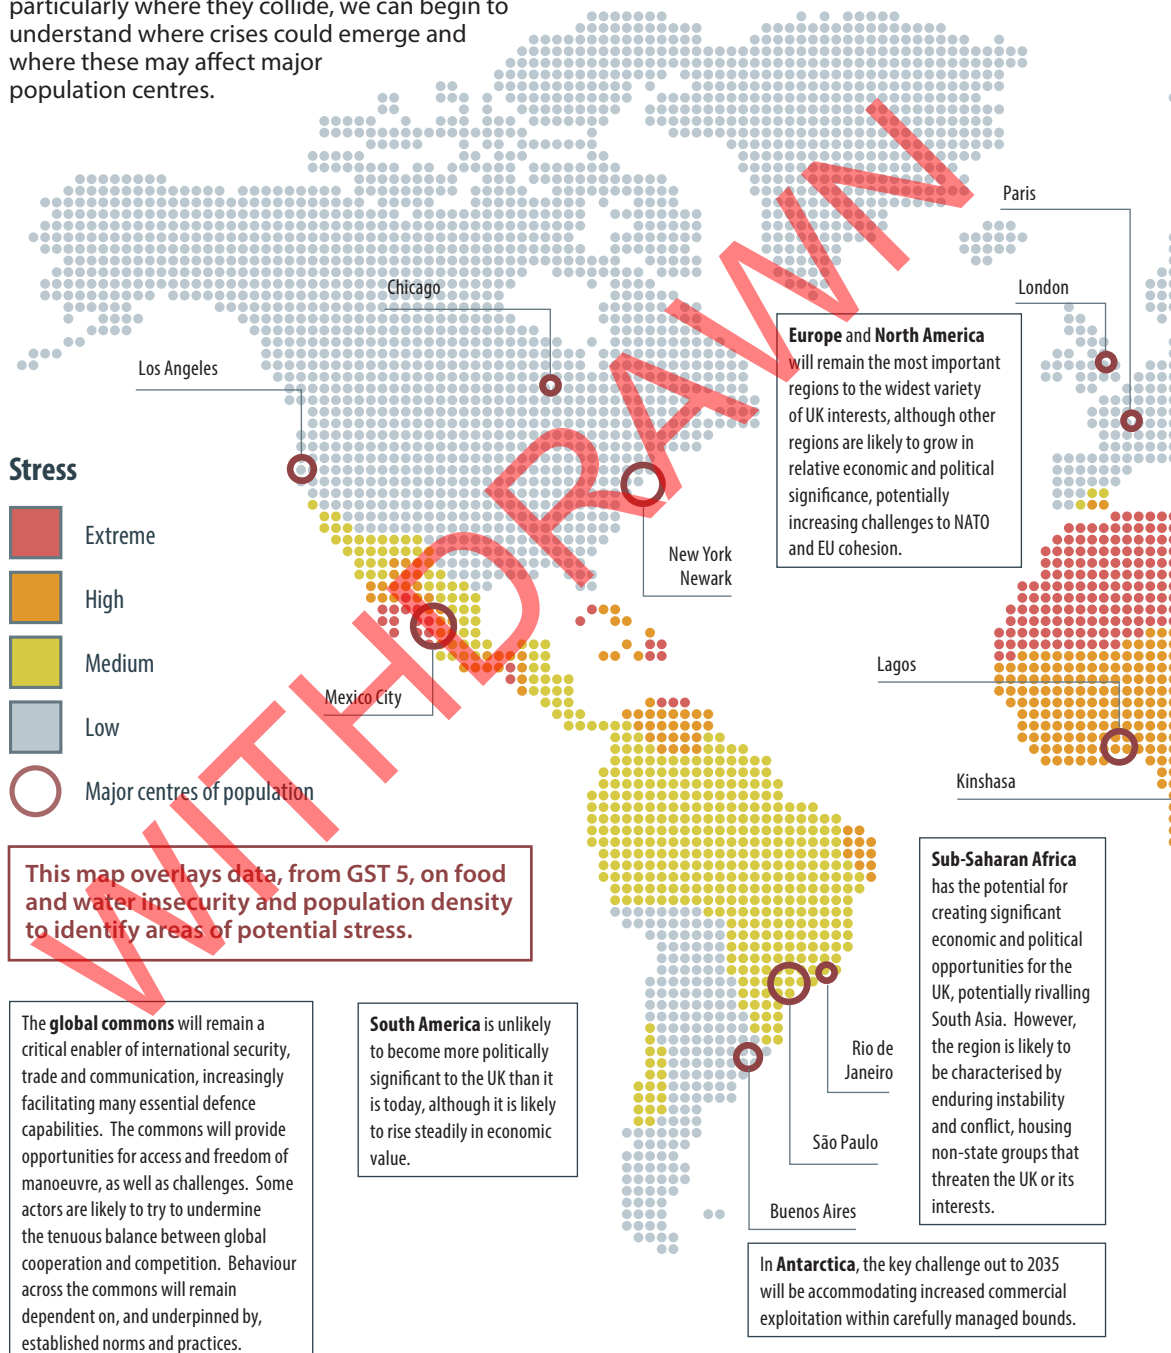 particularly where they collide, we can begin to
understand where crises could emerge and
where these may affect major
population centres.
Paris
Chicago
London
Los Angeles
Europe and North America
will remain the most important
regions to the widest variety
of UK interests, although other
regions are likely to grow in
relative economic and political
significance, potentially
increasing challenges to NATO
and EU cohesion.
Stress
Extreme
High
Medium
Low
Major centres of population
New York
Newark
Lagos
Mexico City
Kinshasa
This map overlays data, from GST 5, on food
and water insecurity and population density
to identify areas of potential stress.
Sub-Saharan Africa
has the potential for
creating significant
economic and political
opportunities for the
UK, potentially rivalling
South Asia. However,
the region is likely to
be characterised by
enduring instability
and conflict, housing
non-state groups that
threaten the UK or its
interests.
The global commons will remain a
critical enabler of international security,
trade and communication, increasingly
facilitating many essential defence
capabilities. The commons will provide
opportunities for access and freedom of
manoeuvre, as well as challenges. Some
actors are likely to try to undermine
the tenuous balance between global
cooperation and competition. Behaviour
across the commons will remain
dependent on, and underpinned by,
established norms and practices.
South America is unlikely
to become more politically
significant to the UK than it
is today, although it is likely
to rise steadily in economic
value.
Rio de
Janeiro
São Paulo
Buenos Aires
In Antarctica, the key challenge out to 2035
will be accommodating increased commercial
exploitation within carefully managed bounds.
WITHDRAWN